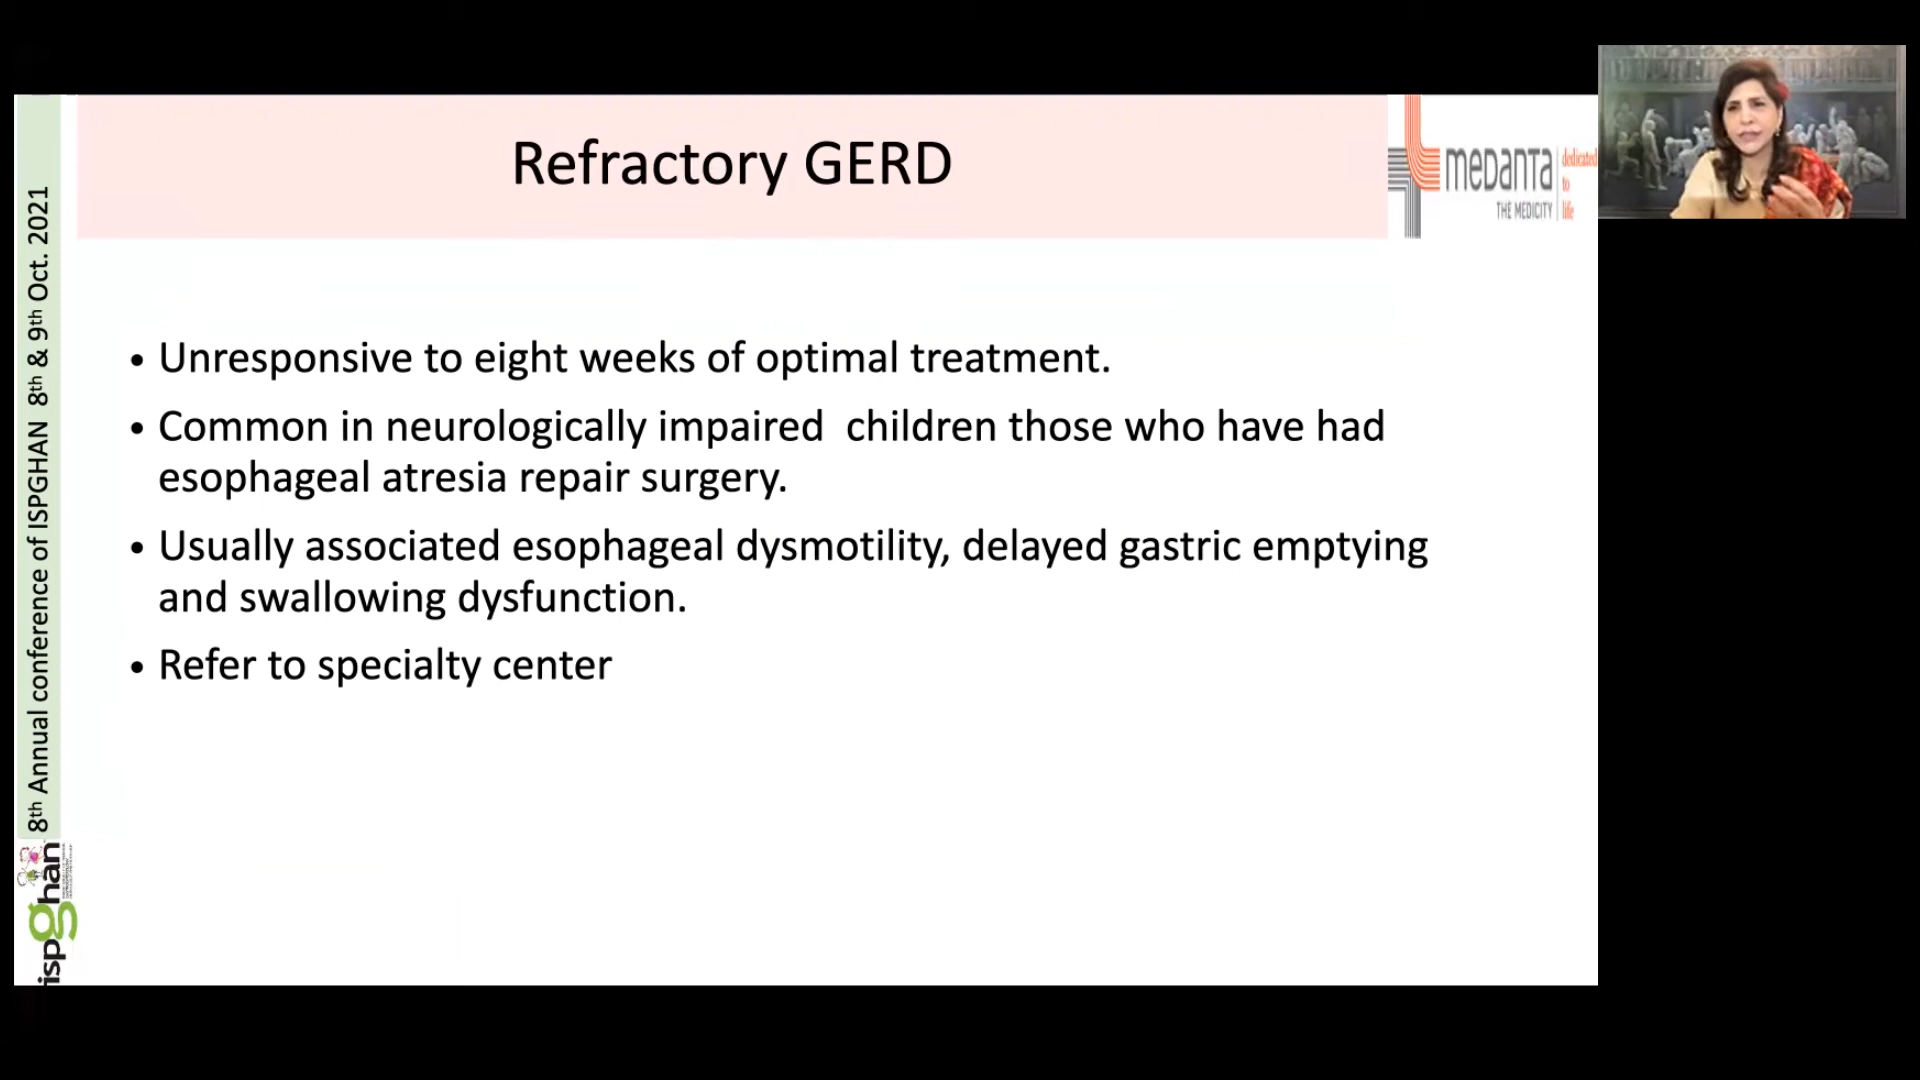 Refractory GERD
meDanTa
THE MEDICITY
dedicated
to
life
• Unresponsive to eight weeks of optimal treatment.
• Common in neurologically impaired  children those who have had
esophageal atresia repair surgery.
• Usually associated esophageal dysmotility, delayed gastric emptying
and swallowing dysfunction.
• Refer to specialty center
8th Annual conference of ISPGHAN 8th & 9th Oct. 2021
ispghan